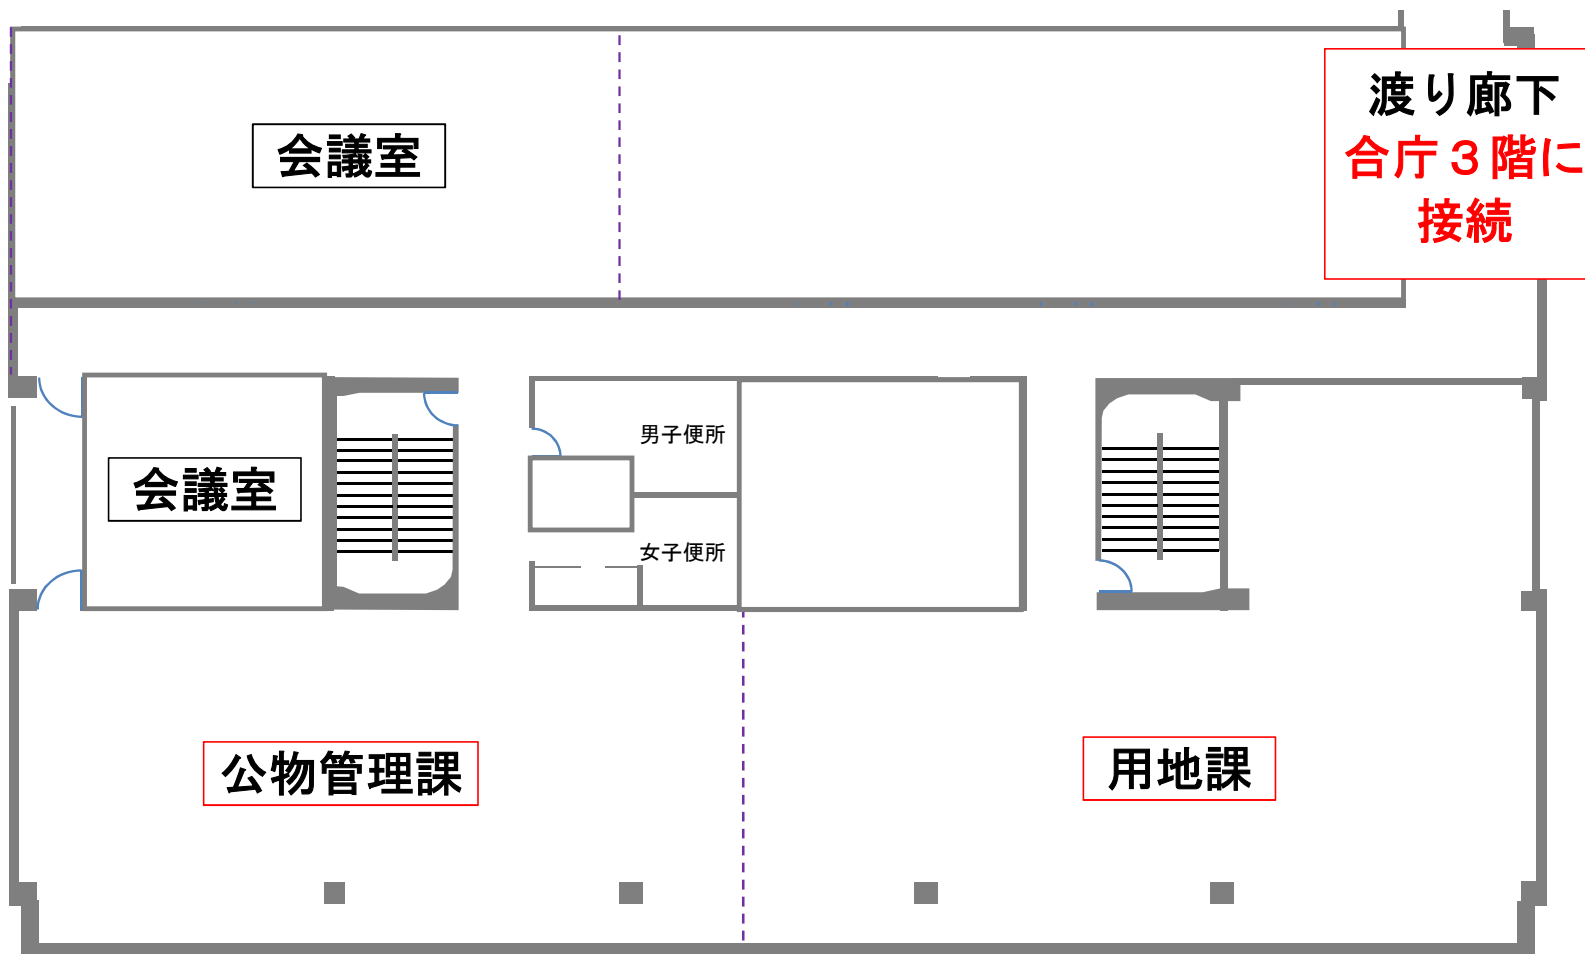 渡り廊下
合庁３階に
接続
会議室
男子便所
会議室
女子便所
公物管理課
用地課